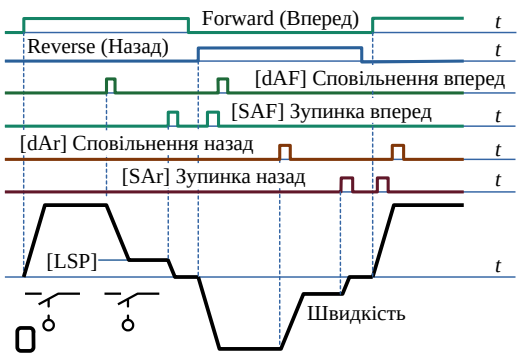 Forward (Вперед)
t
Reverse (Назад)
t
[dAF] Сповільнення вперед
t
[SAF] Зупинка вперед
t
[dAr] Сповільнення назад
t
[SAr] Зупинка назад
t
[LSP]
t
Швидкість